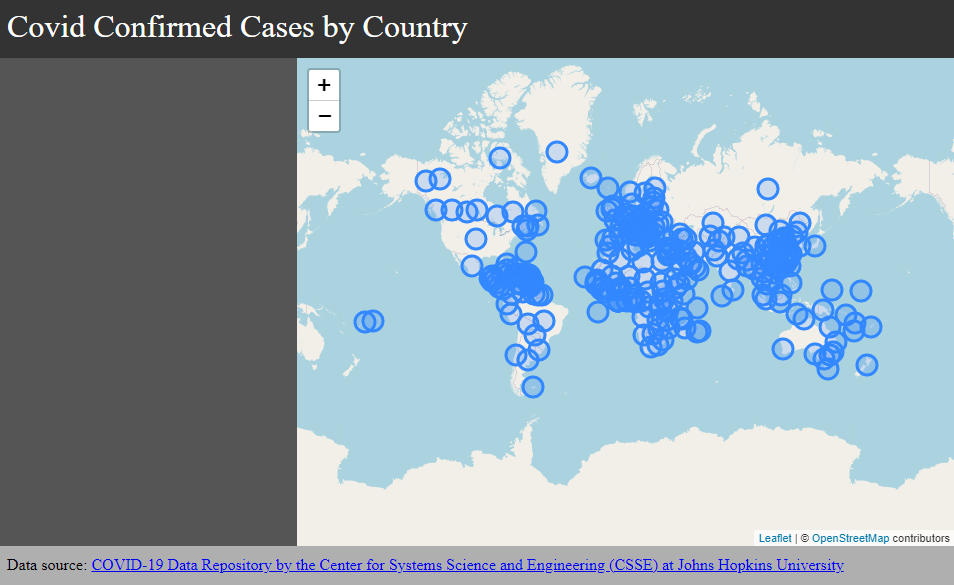 Covid Confirmed Cases by Country
+
−
Leaflet | © OpenStreetMap contributors
Data source: COVID-19 Data Repository by the Center for Systems Science and Engineering (CSSE) at Johns Hopkins University